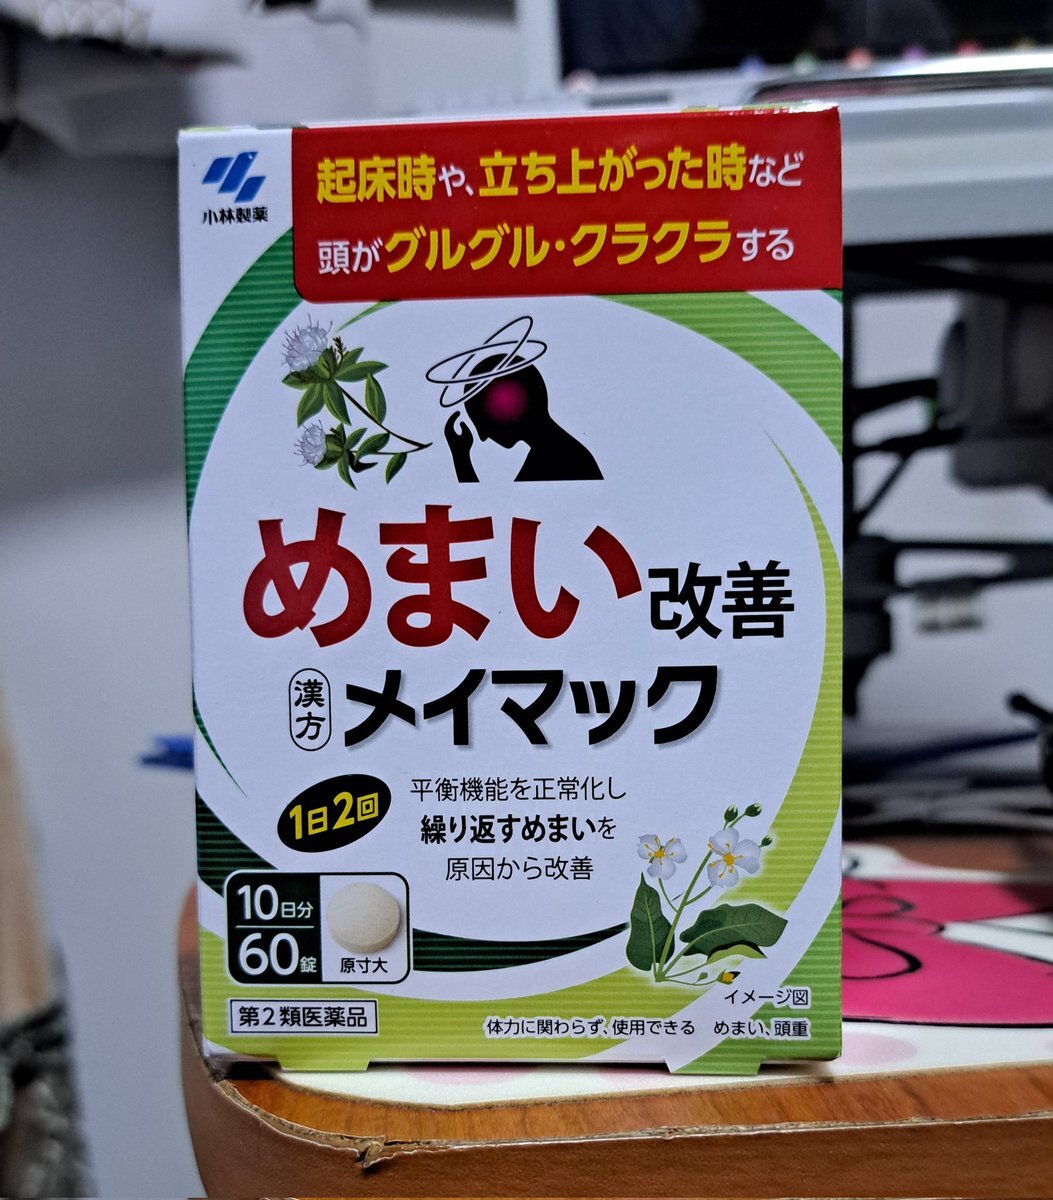 小林製薬
起床時や、立ち上がった時など
頭がグルグル・クラクラする
めまい改善
漢方 メイマック
1日2回
平衡機能を正常化し
繰り返すめまいを
原因から改善
10日分
60錠
原寸大
第2類医薬品
イメージ図
体力に関わらず、使用できる めまい、頭重